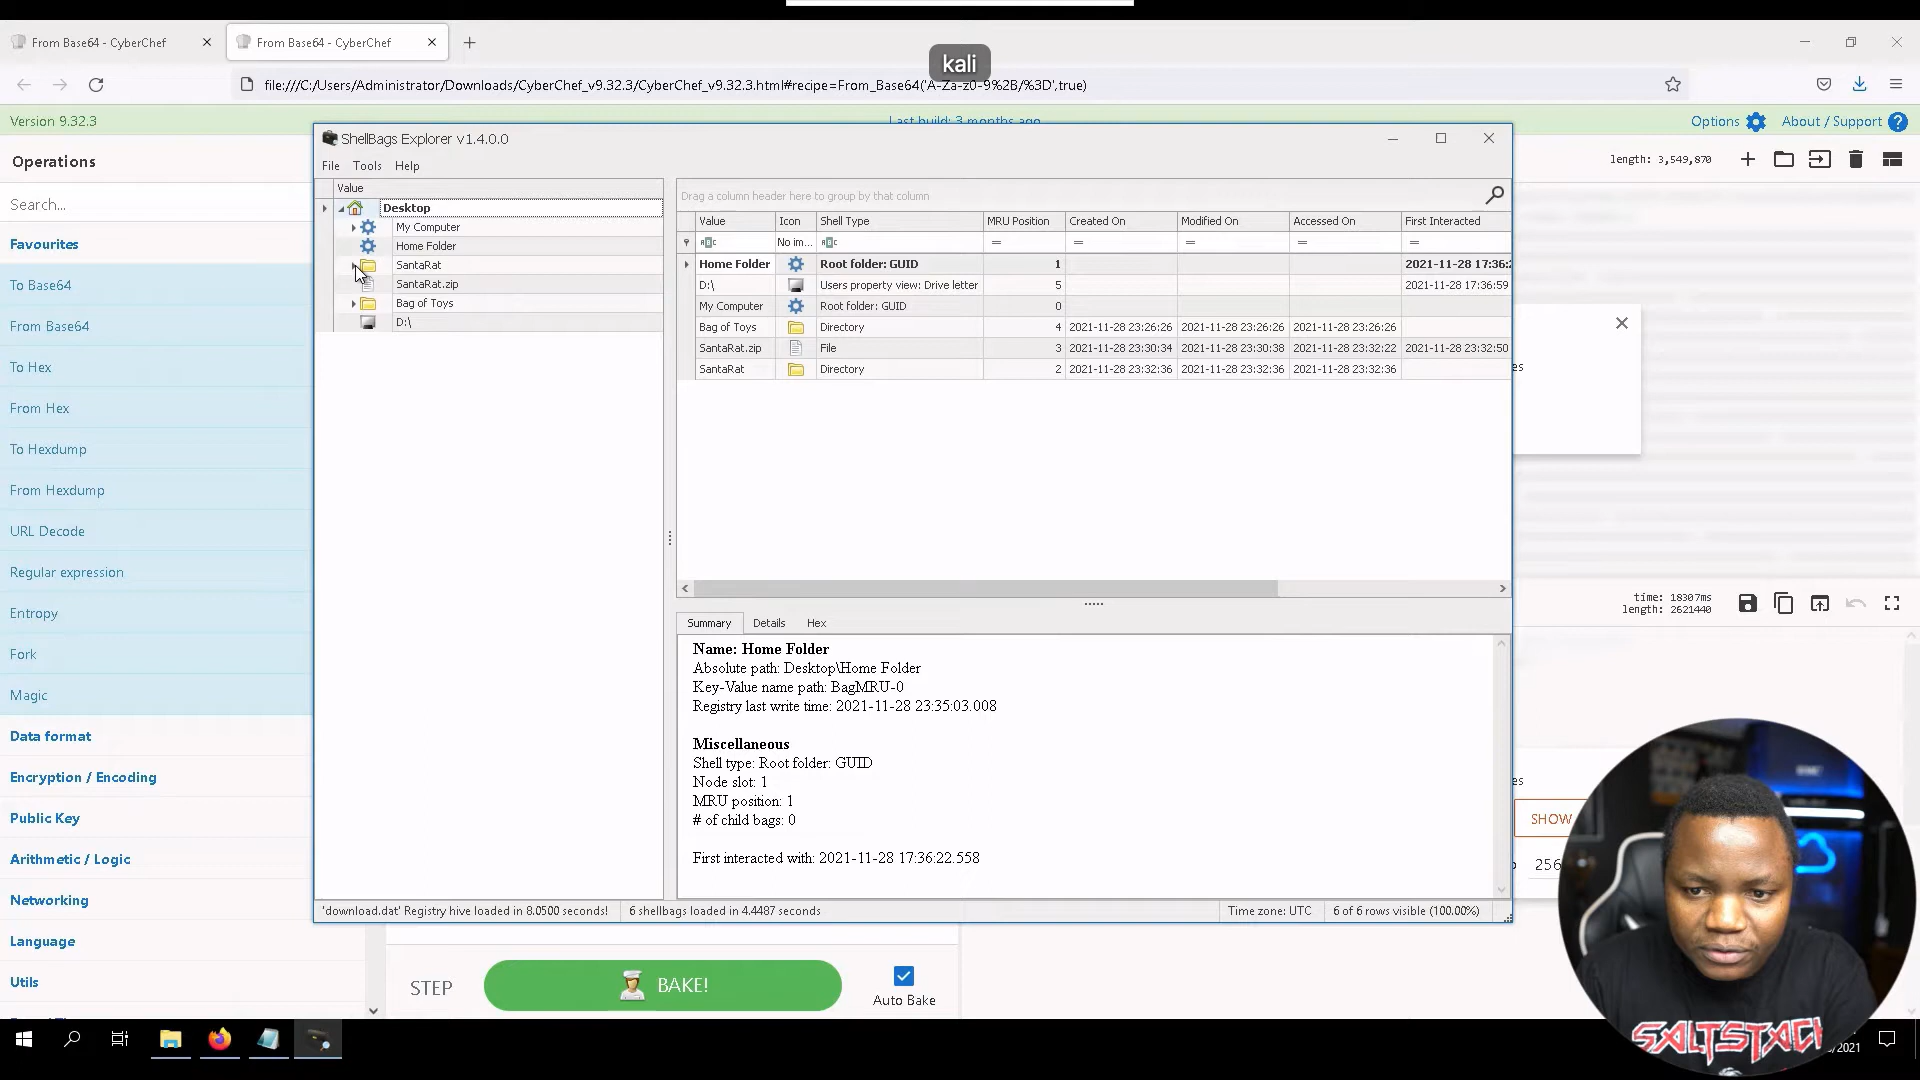 From Base64 - CyberChef
From Base64 - CyberChef
kali
file:///C:/Users/Administrator/Downloads/CyberChef_v9.32.3/CyberChef_v9.32.3.html#recipe=From_Base64('A-Za-z0-9%2B/%3D',true)
Version 9.32.3
Last build: 3 months ago
Options
About / Support
Operations
length: 3,549,870
Search...
Favourites
To Base64
From Base64
To Hex
From Hex
To Hexdump
From Hexdump
URL Decode
Regular expression
Entropy
Fork
Magic
Data format
Encryption / Encoding
Public Key
Arithmetic / Logic
Networking
Language
Utils
ShellBags Explorer v1.4.0.0
File Tools Help
Value
Desktop
My Computer
Home Folder
SantaRat
SantaRat.zip
Bag of Toys
D:\
Drag a column header here to group by that column
Value Icon Shell Type MRU Position Created On Modified On Accessed On First Interacted
No im...
Home Folder Root folder: GUID 1 2021-11-28 17:36:
D:\ Users property view: Drive letter 5 2021-11-28 17:36:59
My Computer Root folder: GUID 0
Bag of Toys Directory 4 2021-11-28 23:26:26 2021-11-28 23:26:26 2021-11-28 23:26:26
SantaRat.zip File 3 2021-11-28 23:30:34 2021-11-28 23:30:38 2021-11-28 23:32:22 2021-11-28 23:32:50
SantaRat Directory 2 2021-11-28 23:32:36 2021-11-28 23:32:36 2021-11-28 23:32:36
Summary Details Hex
Name: Home Folder
Absolute path: Desktop\Home Folder
Key-Value name path: BagMRU-0
Registry last write time: 2021-11-28 23:35:03.008
Miscellaneous
Shell type: Root folder: GUID
Node slot: 1
MRU position: 1
# of child bags: 0
First interacted with: 2021-11-28 17:36:22.558
'download.dat' Registry hive loaded in 8.0500 seconds!
6 shellbags loaded in 4.4487 seconds
Time zone: UTC
6 of 6 rows visible (100.00%)
es
time: 18307ms
length: 2621440
es
SHOW
256
STEP
BAKE!
Auto Bake
SALTSTACK
/2021